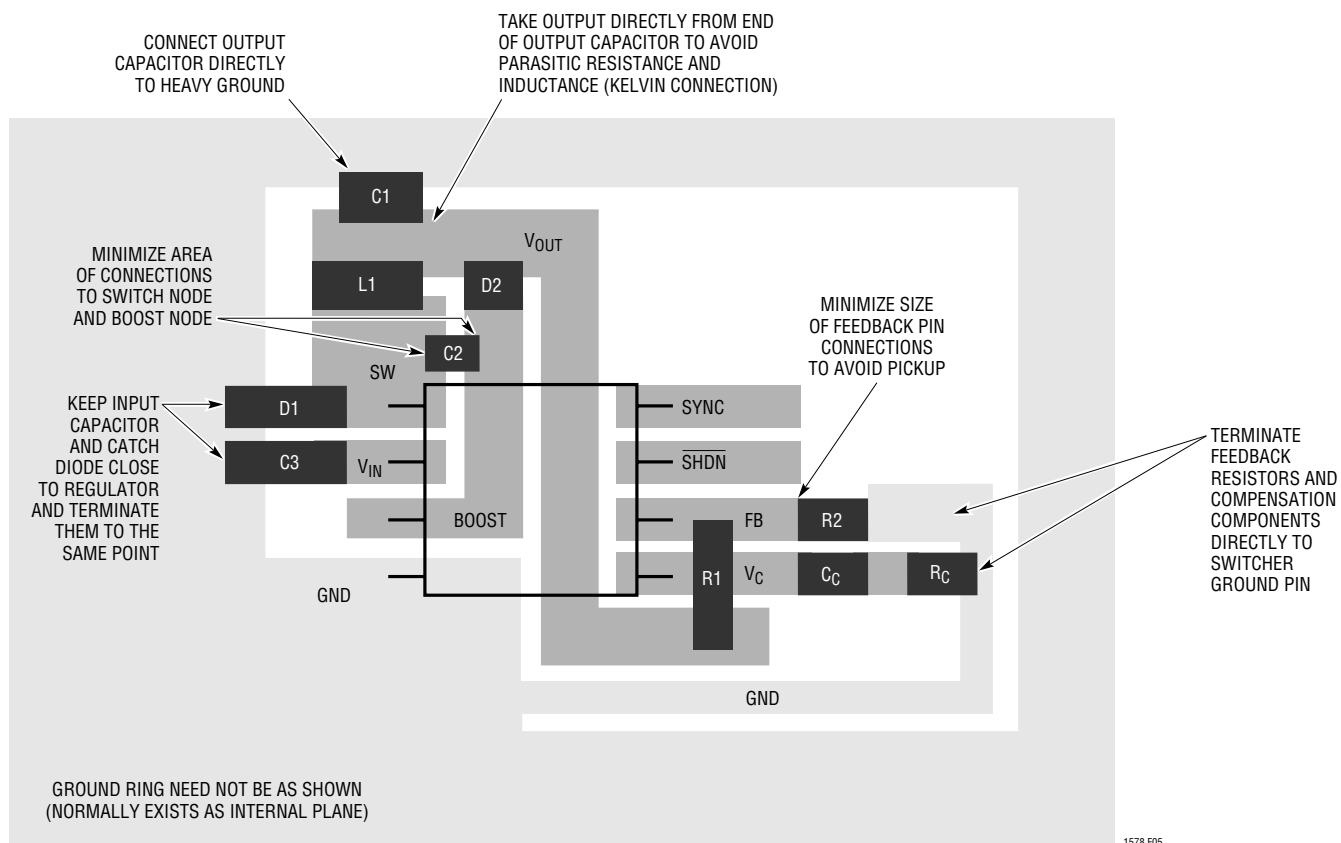 CONNECT OUTPUT
CAPACITOR DIRECTLY
TO HEAVY GROUND
TAKE OUTPUT DIRECTLY FROM END
OF OUTPUT CAPACITOR TO AVOID
PARASITIC RESISTANCE AND
INDUCTANCE (KELVIN CONNECTION)
C1
VOUT
MINIMIZE AREA
OF CONNECTIONS
TO SWITCH NODE
AND BOOST NODE
L1
D2
C2
SW
MINIMIZE SIZE
OF FEEDBACK PIN
CONNECTIONS
TO AVOID PICKUP
KEEP INPUT
CAPACITOR
AND CATCH
DIODE CLOSE
TO REGULATOR
AND TERMINATE
THEM TO THE
SAME POINT
D1
C3
VIN
BOOST
GND
SYNC
SHDN
FB
R2
R1
VC
CC
RC
TERMINATE
FEEDBACK
RESISTORS AND
COMPENSATION
COMPONENTS
DIRECTLY TO
SWITCHER
GROUND PIN
GND
GROUND RING NEED NOT BE AS SHOWN
(NORMALLY EXISTS AS INTERNAL PLANE)
1578 F05